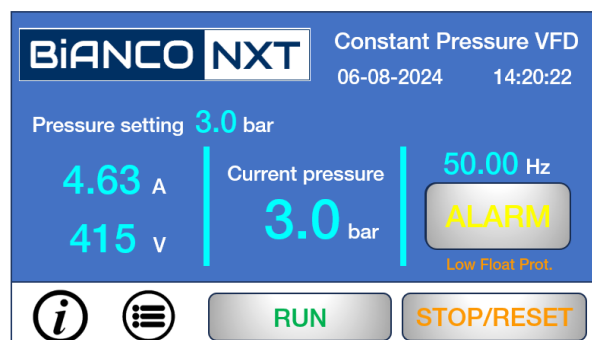 BiANCO NXT
Constant Pressure VFD
06-08-2024 14:20:22
Pressure setting 3.0 bar
4.63 A
415 V
Current pressure
3.0 bar
50.00 Hz
ALARM
Low Float Prot.
i
RUN
STOP/RESET